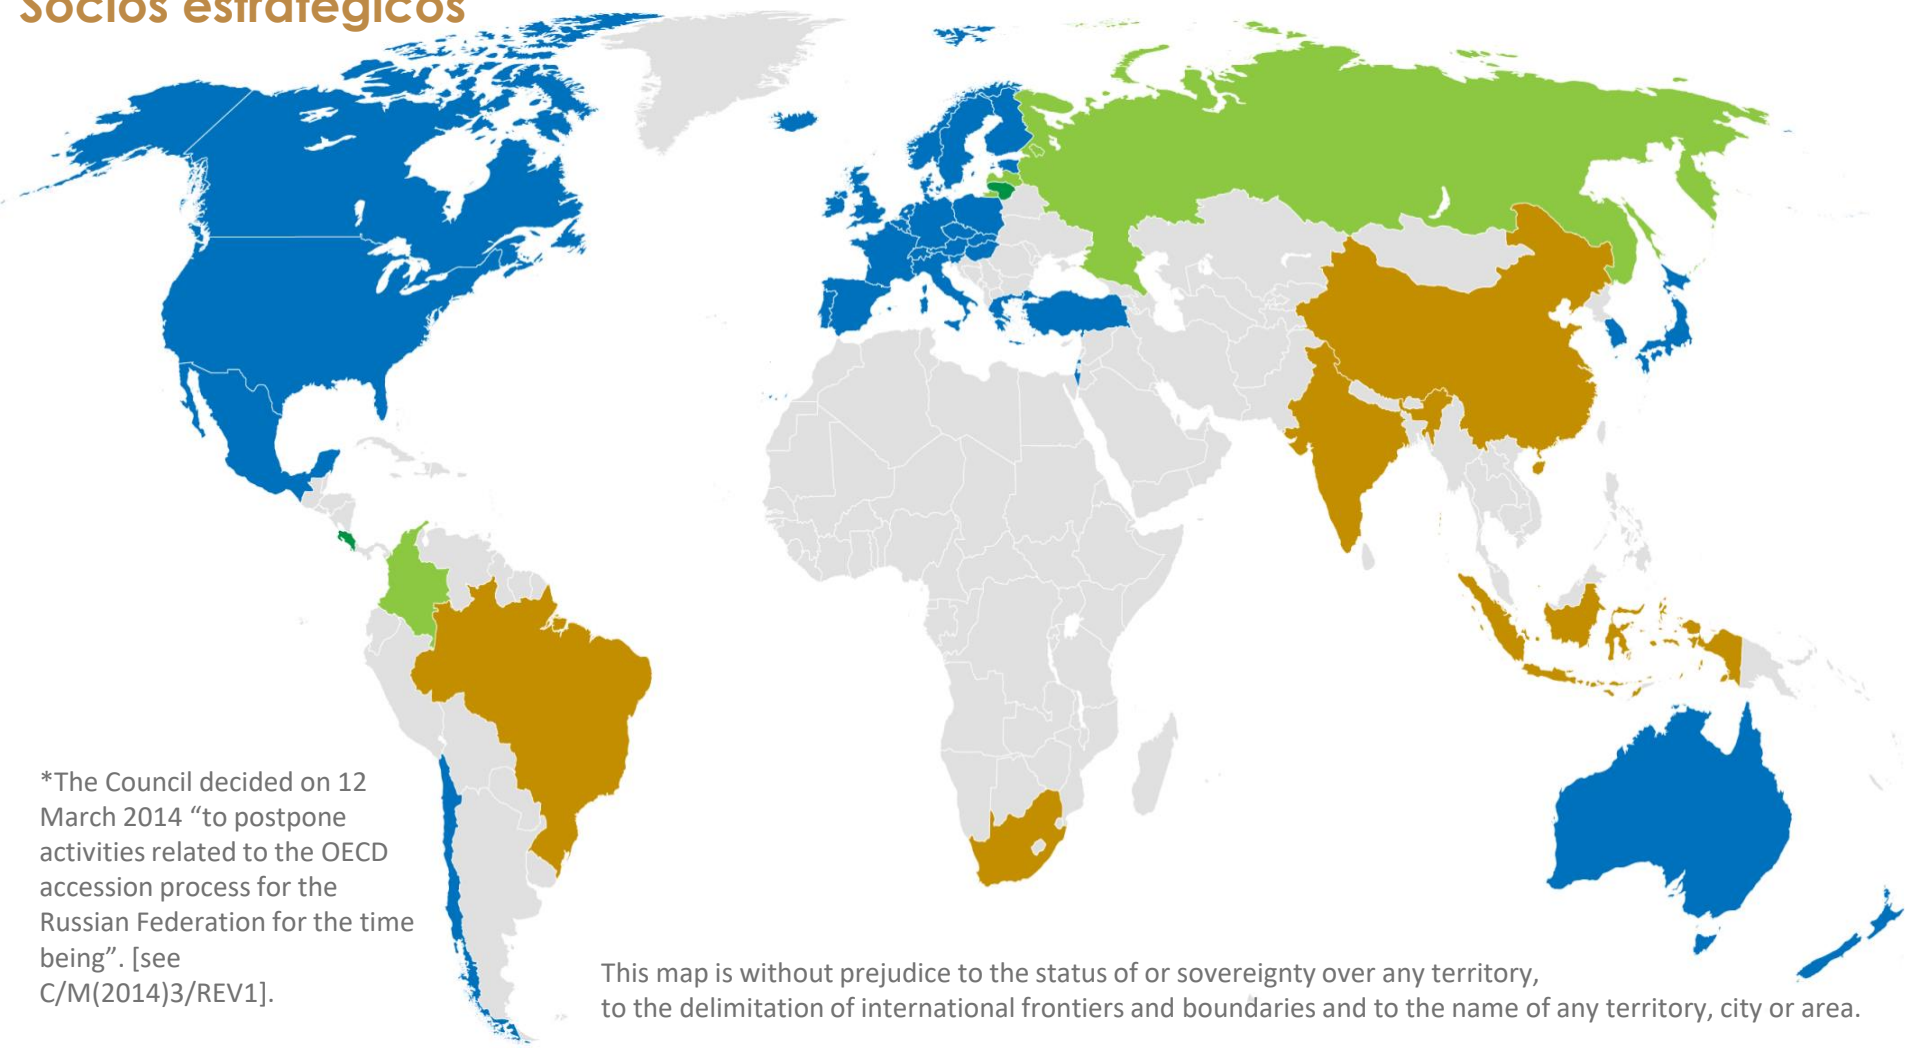 Socios estratégicos
*The Council decided on 12
March 2014 “to postpone
activities related to the OECD
accession process for the
Russian Federation for the time
being”. [see
C/M(2014)3/REV1].
This map is without prejudice to the status of or sovereignty over any territory,
to the delimitation of international frontiers and boundaries and to the name of any territory, city or area.